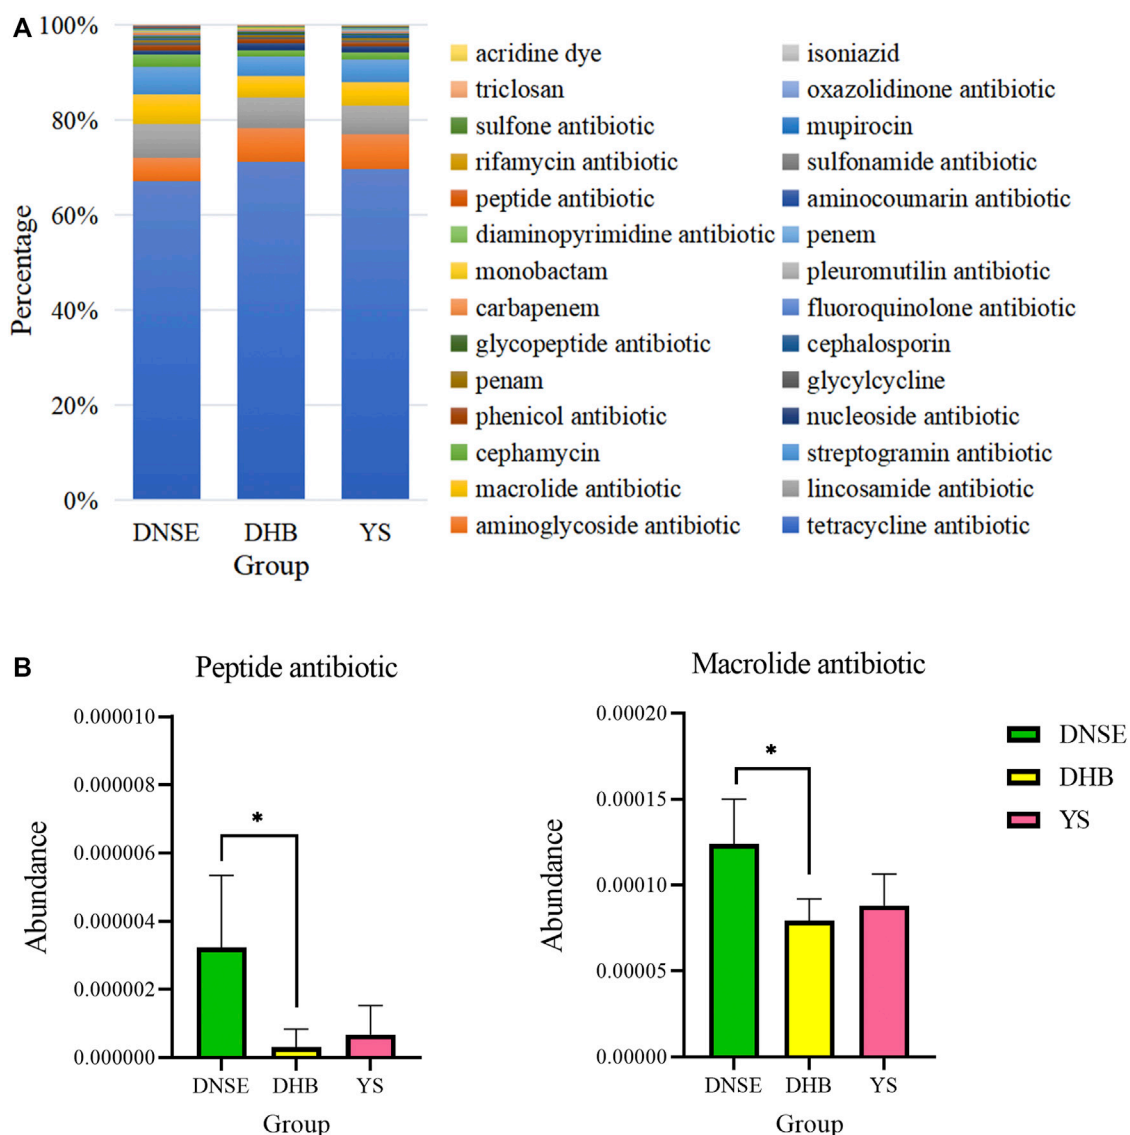 A
100%
80%
60%
40%
20%
0%
Percentage
DNSE DHB YS
Group
acridine dye isoniazid
triclosan oxazolidinone antibiotic
sulfone antibiotic mupirocin
rifamycin antibiotic sulfonamide antibiotic
peptide antibiotic aminocoumarin antibiotic
diaminopyrimidine antibiotic penem
monobactam pleuromutilin antibiotic
carbapenem fluoroquinolone antibiotic
glycopeptide antibiotic cephalosporin
penam glycylcycline
phenicol antibiotic nucleoside antibiotic
cephamycin streptogramin antibiotic
macrolide antibiotic lincosamide antibiotic
aminoglycoside antibiotic tetracycline antibiotic
B
Peptide antibiotic
0.000010
0.000008
0.000006
0.000004
0.000002
0.000000
Abundance
*
DNSE DHB YS
Group
Macrolide antibiotic
0.00020
0.00015
0.00010
0.00005
0.00000
Abundance
*
DNSE DHB YS
Group
DNSE
DHB
YS